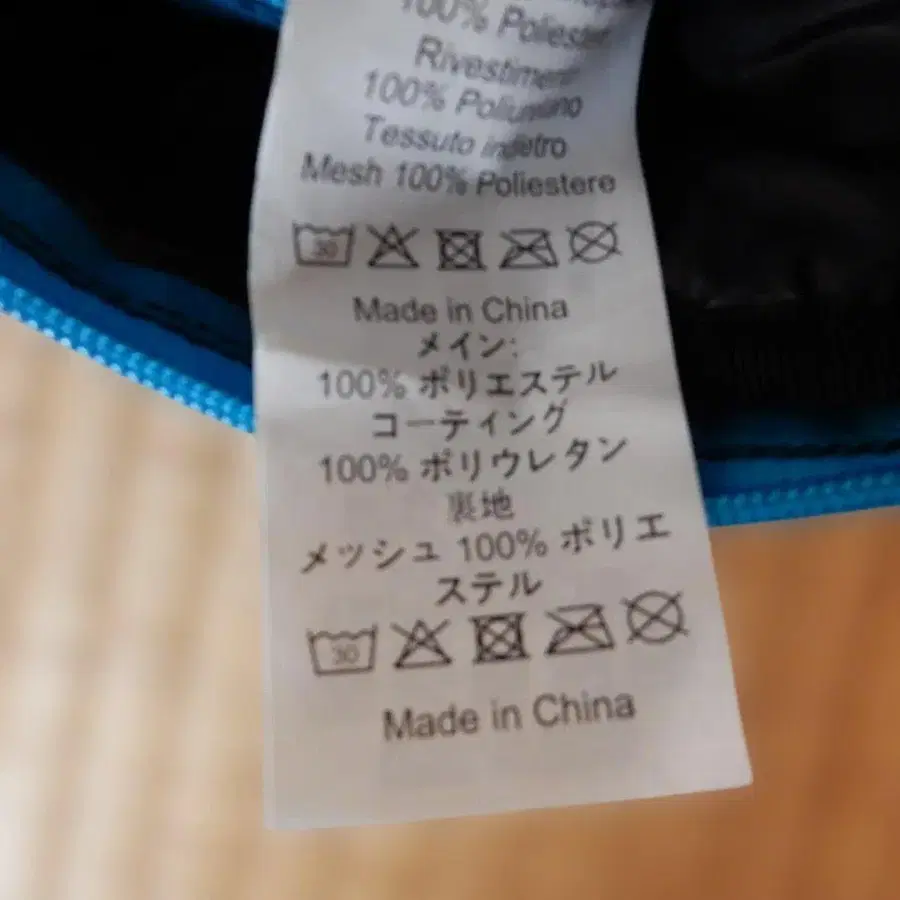 100% Poliester
Rivestiment
100% Poliuretano
Tessuto indietro
Mesh 100% Poliestere
30
Made in China
メイン:
100% ポリエステル
コーティング
100% ポリウレタン
裏地
メッシュ 100% ポリエ
ステル
30
Made in China